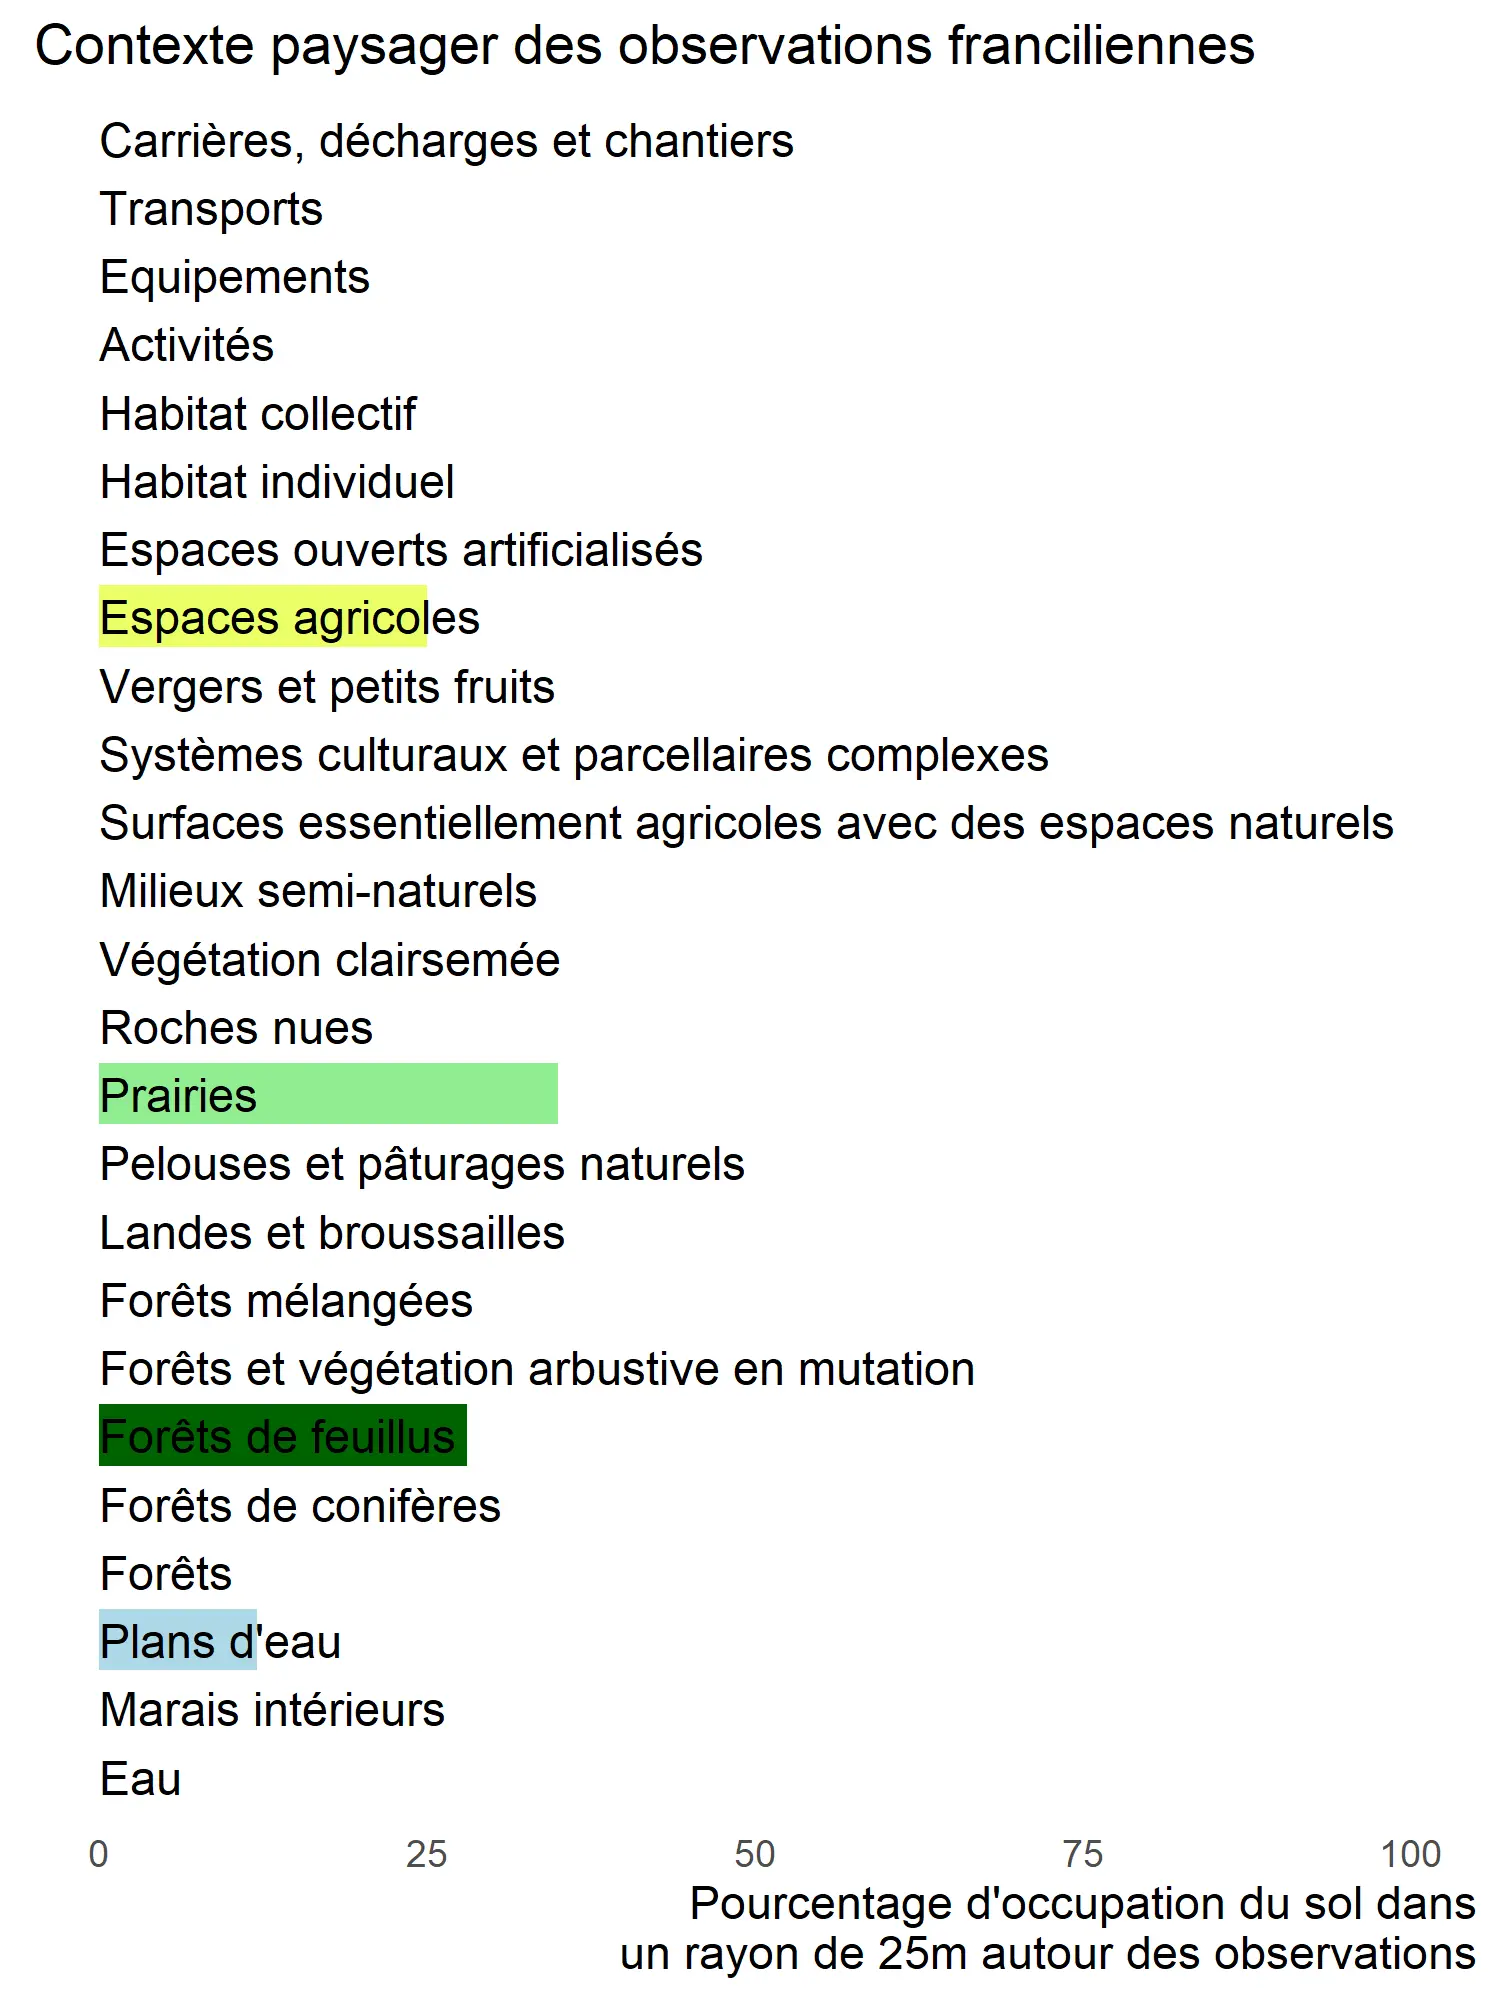 Contexte paysager des observations franciliennes
Carrières, décharges et chantiers
Transports
Equipements
Activités
Habitat collectif
Habitat individuel
Espaces ouverts artificialisés
Espaces agricoles
Vergers et petits fruits
Systèmes culturaux et parcellaires complexes
Surfaces essentiellement agricoles avec des espaces naturels
Milieux semi-naturels
Végétation clairsemée
Roches nues
Prairies
Pelouses et pâturages naturels
Landes et broussailles
Forêts mélangées
Forêts et végétation arbustive en mutation
Forêts de feuillus
Forêts de conifères
Forêts
Plans d'eau
Marais intérieurs
Eau
0 25 50 75 100
Pourcentage d'occupation du sol dans
un rayon de 25m autour des observations